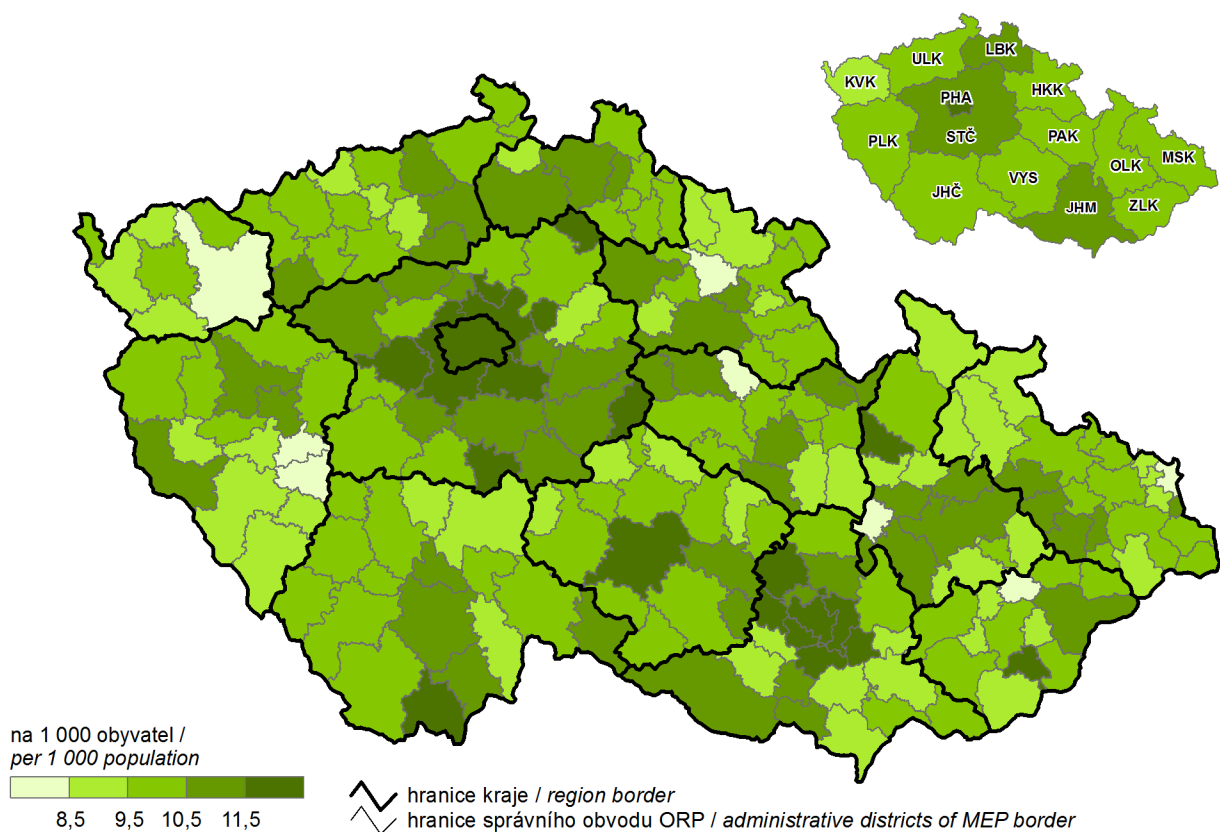 LBK
ULK
KVK
HKK
PHA
PLK
STČ
PAK
MSK
OLK
VYS
JHČ
JHM
ZLK
na 1 000 obyvatel /
per 1 000 population
8,5 9,5 10,5 11,5
hranice kraje / region border
hranice správního obvodu ORP / administrative districts of MEP border